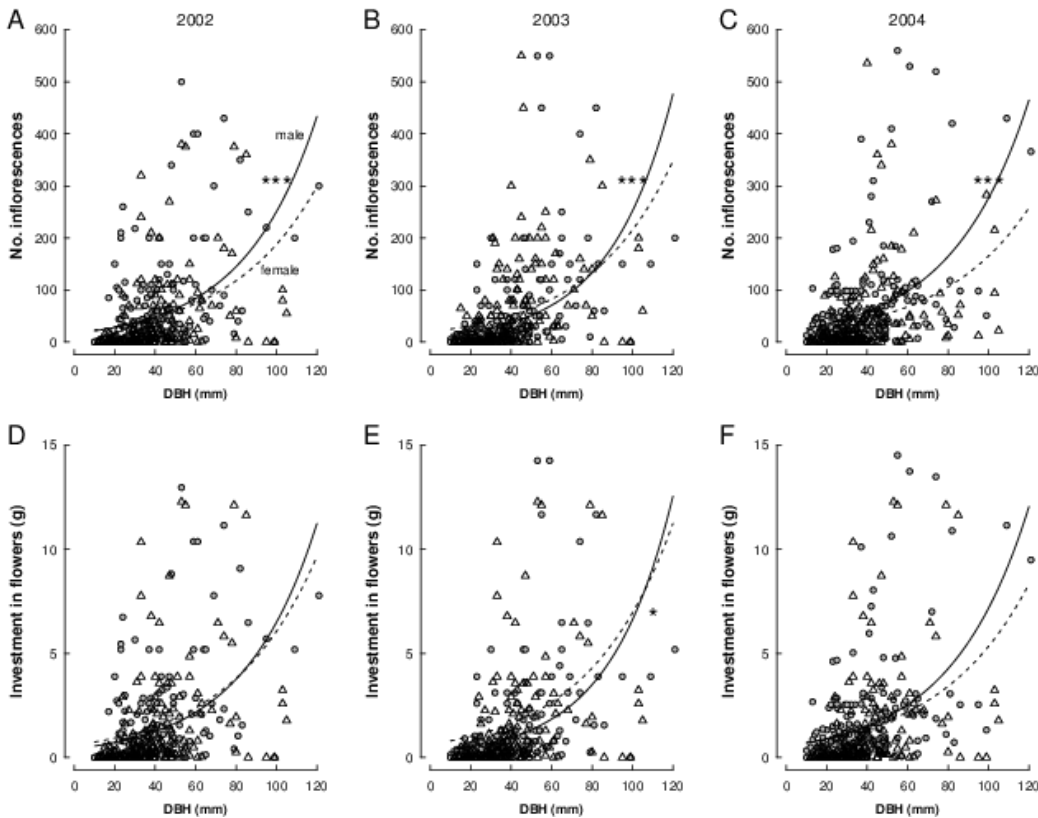 A 2002 B 2003 C 2004
600
500
400
300
200
100
0
No. inflorescences
male
***
female
0 20 40 60 80 100 120
DBH (mm)
600
500
400
300
200
100
0
No. inflorescences
***
0 20 40 60 80 100 120
DBH (mm)
600
500
400
300
200
100
0
No. inflorescences
***
0 20 40 60 80 100 120
DBH (mm)
D E F
15
10
5
0
Investment in flowers (g)
0 20 40 60 80 100 120
DBH (mm)
15
10
5
0
Investment in flowers (g)
*
0 20 40 60 80 100 120
DBH (mm)
15
10
5
0
Investment in flowers (g)
0 20 40 60 80 100 120
DBH (mm)